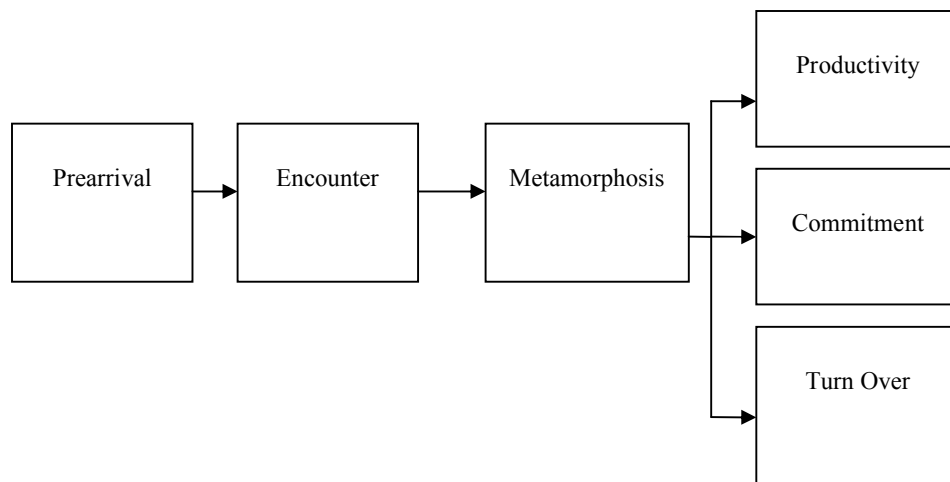 Prearrival
Encounter
Metamorphosis
Productivity
Commitment
Turn Over